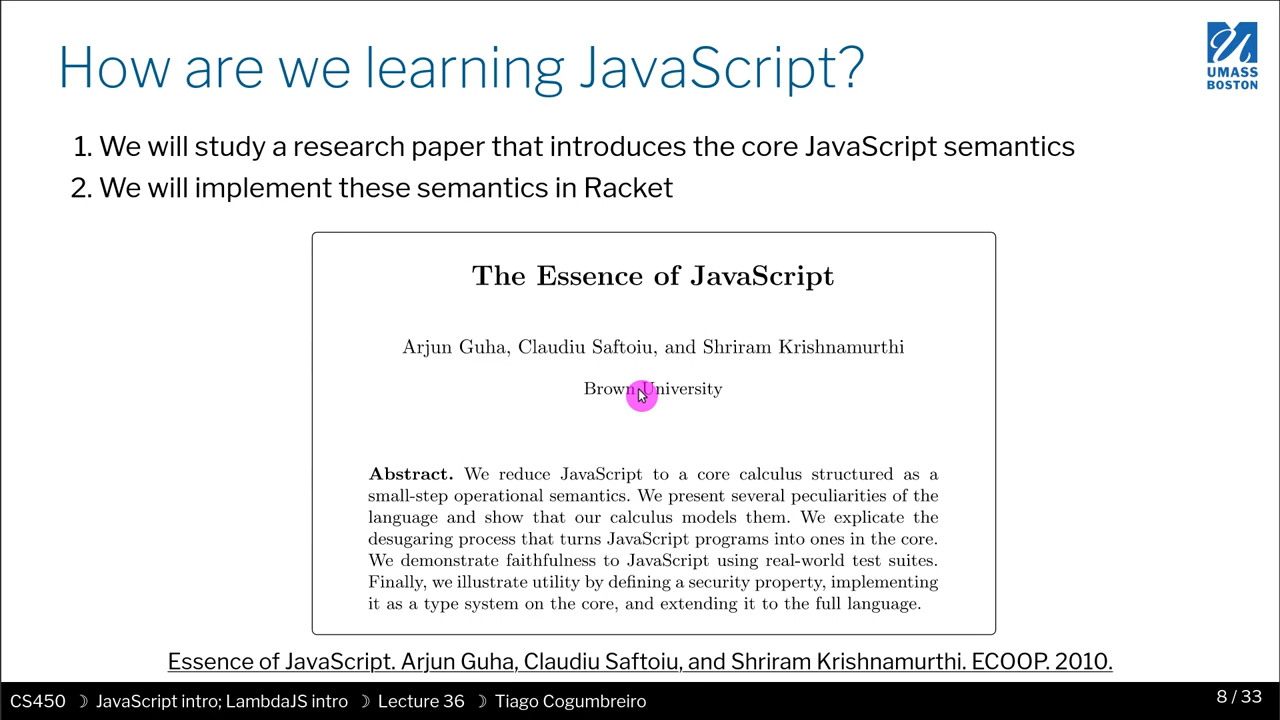 How are we learning JavaScript?
UMASS
BOSTON
1. We will study a research paper that introduces the core JavaScript semantics
2. We will implement these semantics in Racket
The Essence of JavaScript
Arjun Guha, Claudiu Saftoiu, and Shriram Krishnamurthi
Brown University
Abstract. We reduce JavaScript to a core calculus structured as a
small-step operational semantics. We present several peculiarities of the
language and show that our calculus models them. We explicate the
desugaring process that turns JavaScript programs into ones in the core.
We demonstrate faithfulness to JavaScript using real-world test suites.
Finally, we illustrate utility by defining a security property, implementing
it as a type system on the core, and extending it to the full language.
Essence of JavaScript. Arjun Guha, Claudiu Saftoiu, and Shriram Krishnamurthi. ECOOP. 2010.
CS450 ☽ JavaScript intro; LambdaJS intro ☽ Lecture 36 ☽ Tiago Cogumbreiro
8 / 33